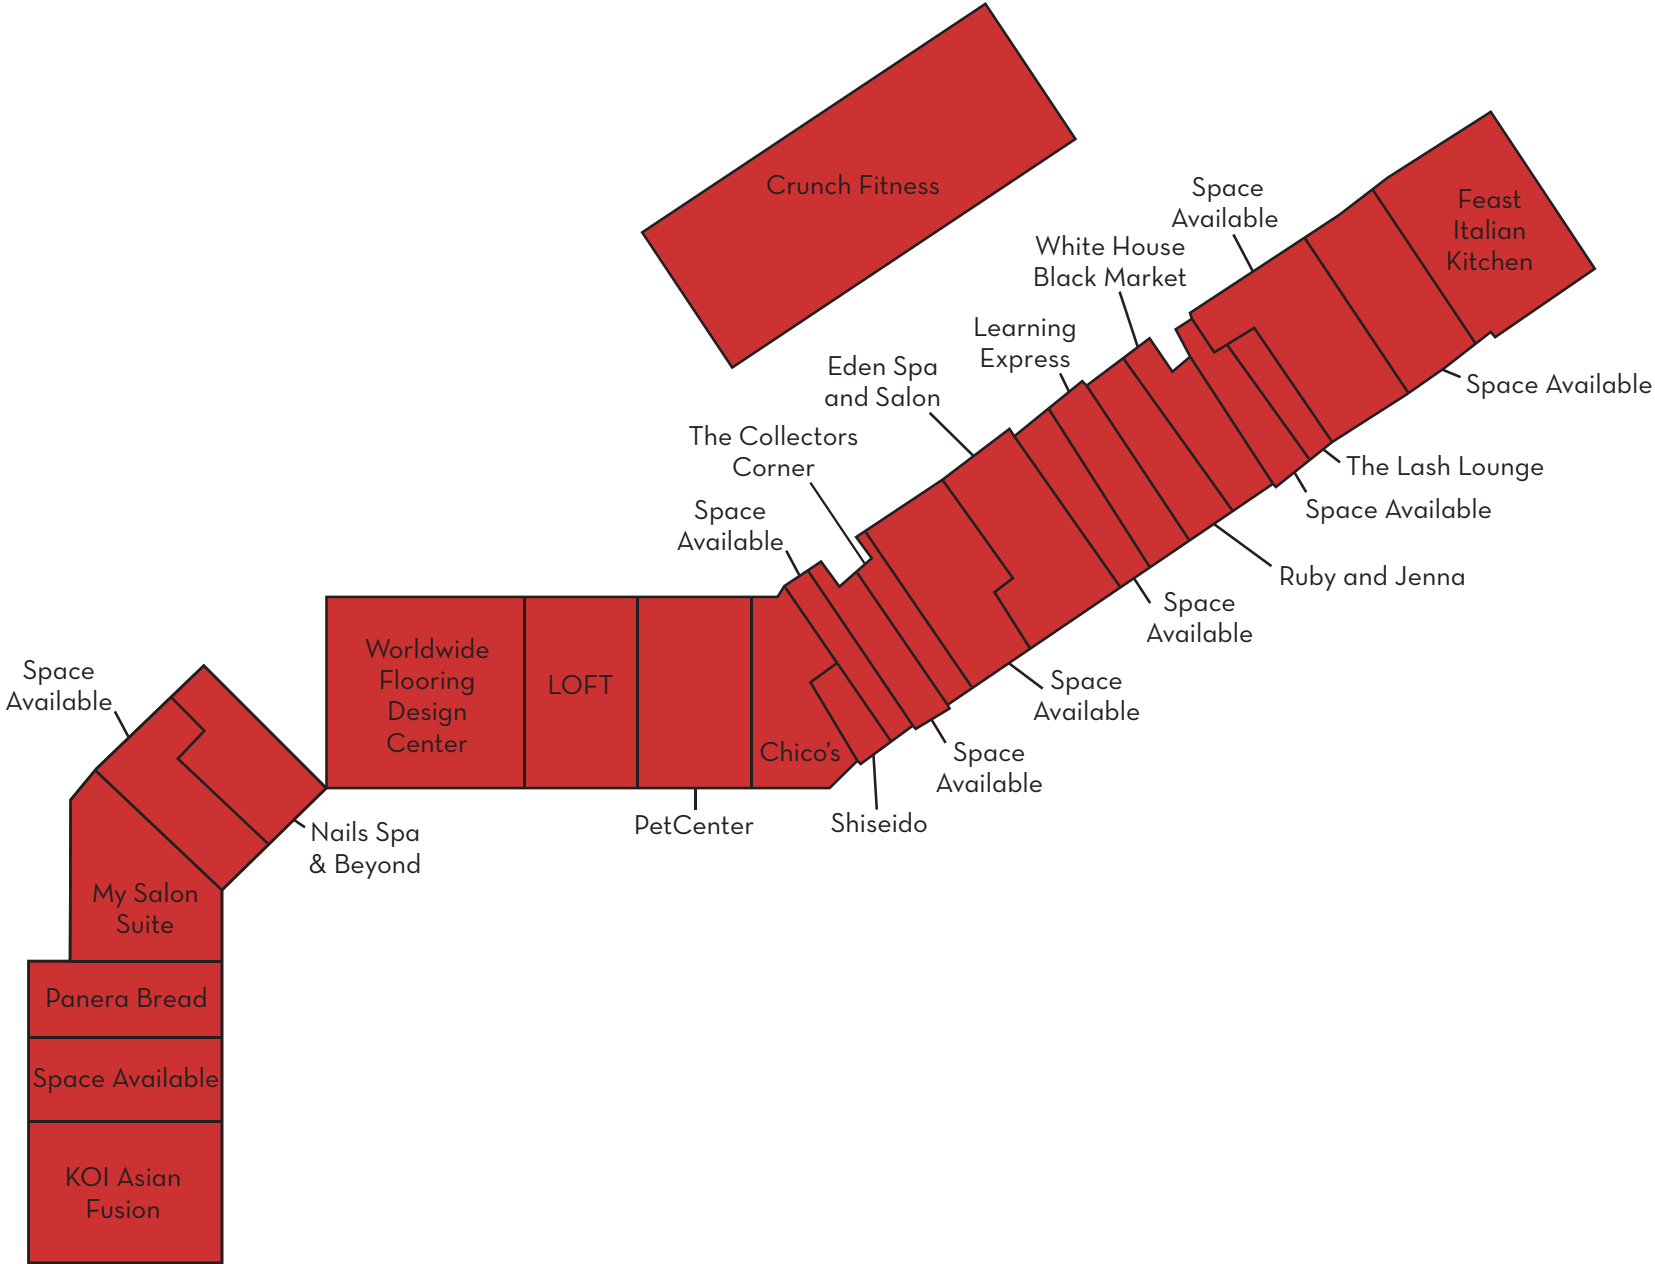 Crunch Fitness
Space
Available
Feast
Italian
Kitchen
White House
Black Market
Learning
Express
Eden Spa
and Salon
Space Available
The Collectors
Corner
The Lash Lounge
Space
Available
Space Available
Ruby and Jenna
Space
Available
Worldwide
Flooring
Design
Center
LOFT
Space
Available
Space
Available
Chico's
Space
Available
PetCenter
Shiseido
Nails Spa
& Beyond
My Salon
Suite
Panera Bread
Space Available
KOI Asian
Fusion